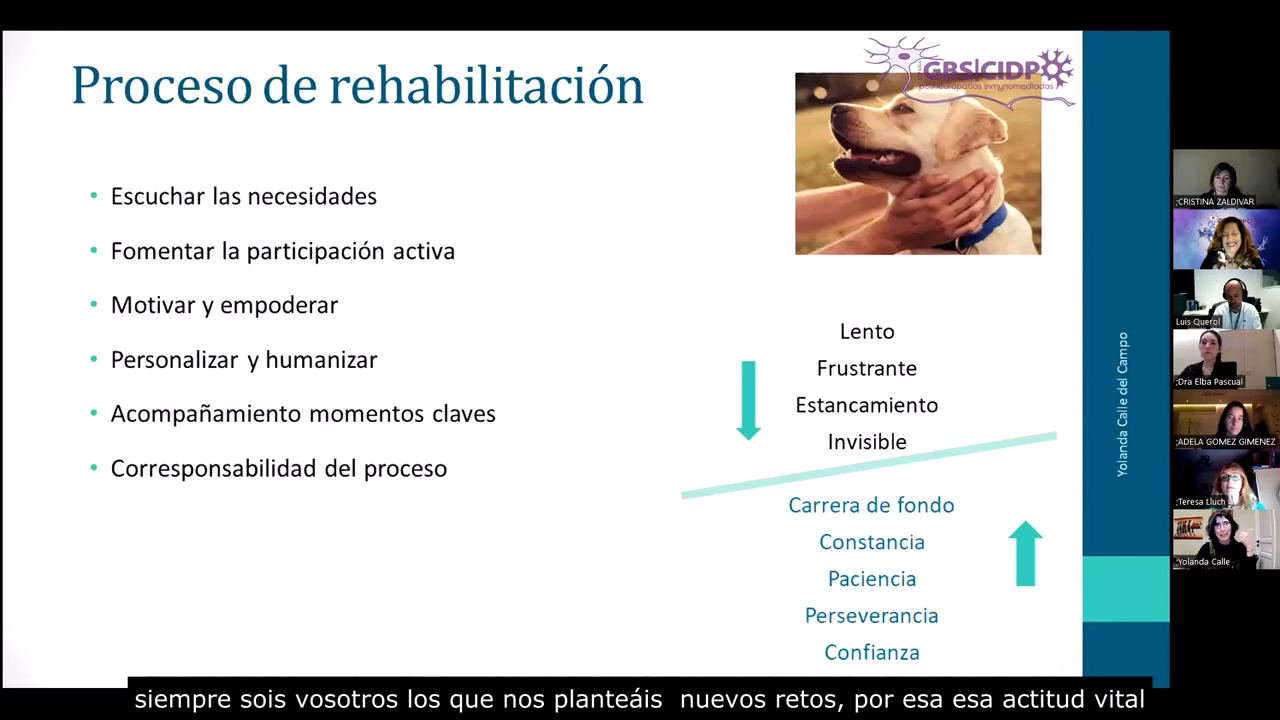 Proceso de rehabilitación
GBS|CIDP
polineuropatías inmunomediadas
Escuchar las necesidades
Fomentar la participación activa
Motivar y empoderar
Personalizar y humanizar
Acompañamiento momentos claves
Corresponsabilidad del proceso
Lento
Frustrante
Estancamiento
Invisible
Carrera de fondo
Constancia
Paciencia
Perseverancia
Confianza
Yolanda Calle del Campo
;CRISTINA ZALDIVAR
Luis Querol
;Dra Elba Pascual
;ADELA GOMEZ GIMENEZ
;Teresa Lluch
;Yolanda Calle
siempre sois vosotros los que nos planteáis nuevos retos, por esa esa actitud vital